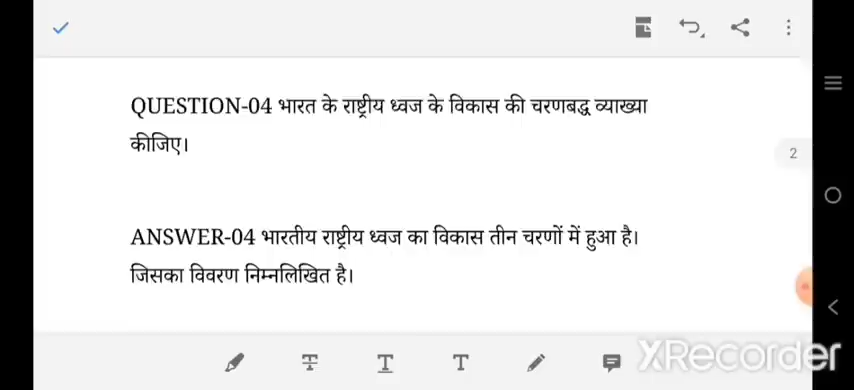 QUESTION-04 भारत के राष्ट्रीय ध्वज के विकास की चरणबद्ध व्याख्या
कीजिए।
2
ANSWER-04 भारतीय राष्ट्रीय ध्वज का विकास तीन चरणों में हुआ है।
जिसका विवरण निम्नलिखित है।
XRecorder